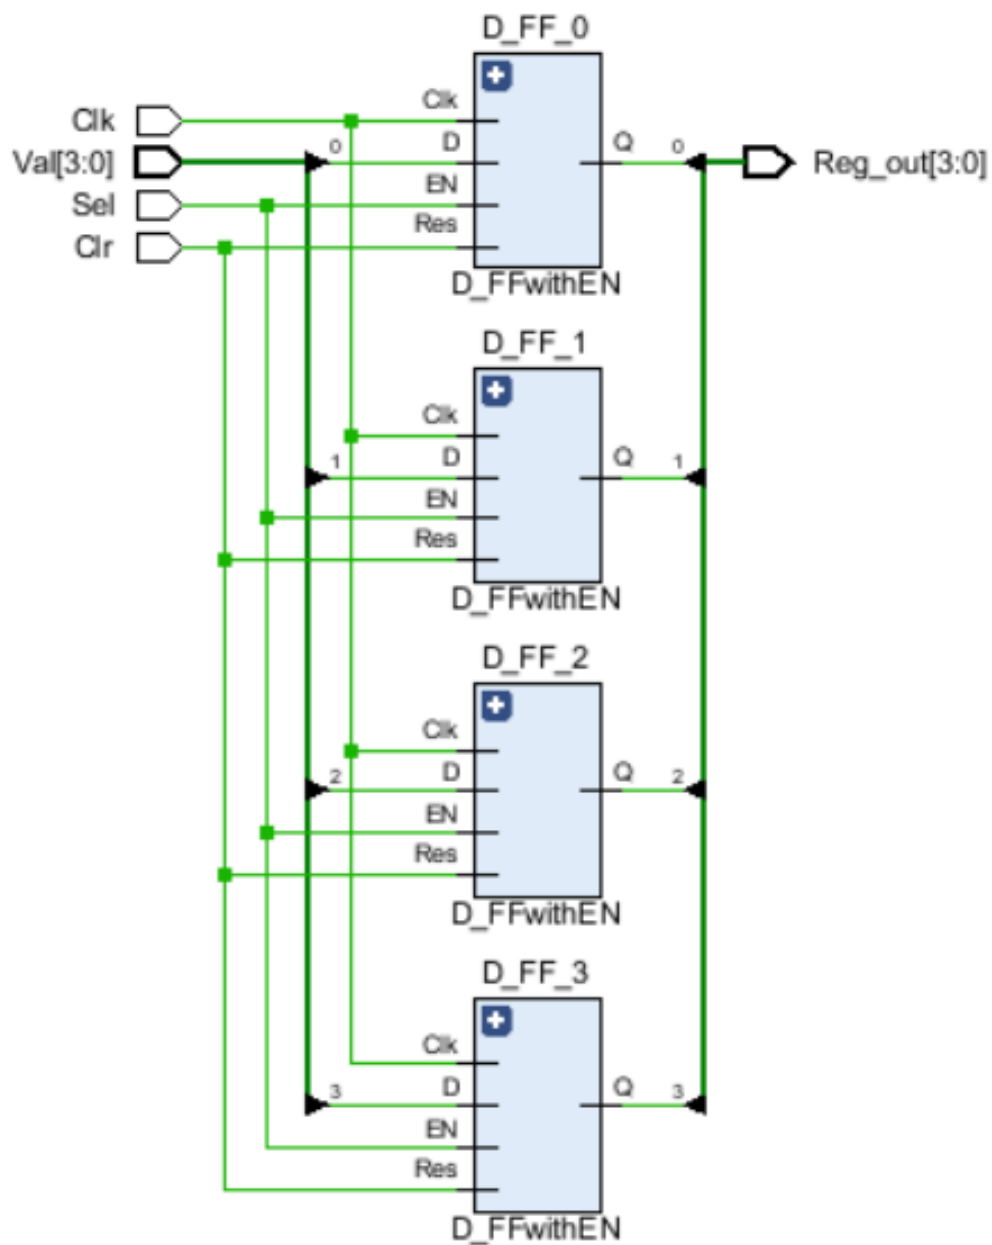 D_FF_0
Clk
Clk
Val[3:0]
0
D
Q
0
Reg_out[3:0]
Sel
EN
Clr
Res
D_FFwithEN
D_FF_1
Clk
1
D
Q
1
EN
Res
D_FFwithEN
D_FF_2
Clk
2
D
Q
2
EN
Res
D_FFwithEN
D_FF_3
Clk
3
D
Q
3
EN
Res
D_FFwithEN